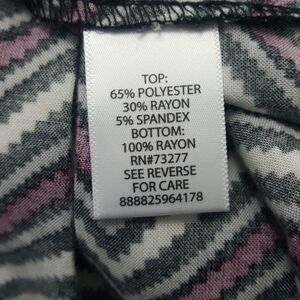 TOP:
65% POLYESTER
30% RAYON
5% SPANDEX
BOTTOM:
100% RAYON
RN#73277
SEE REVERSE
FOR CARE
888825964178